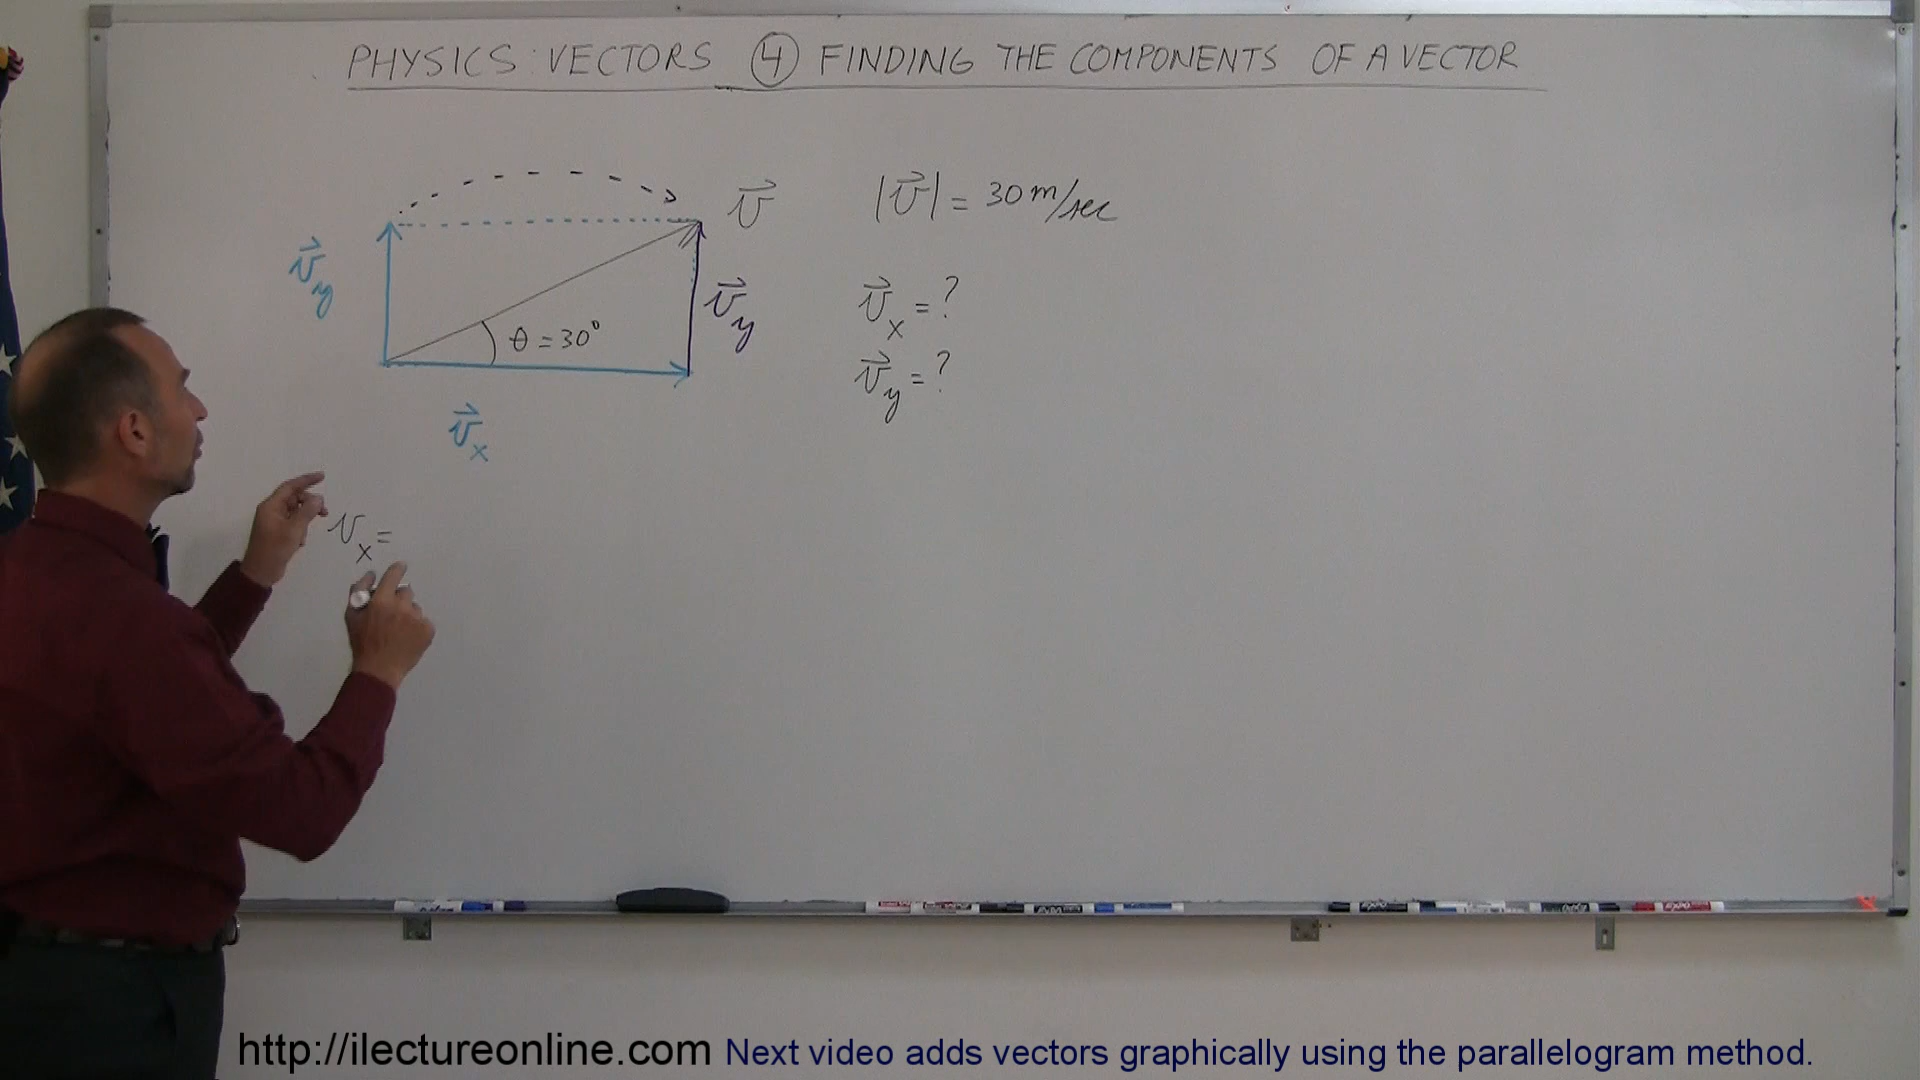 PHYSICS: VECTORS ④ FINDING THE COMPONENTS OF A VECTOR
v⃗
|v⃗| = 30 m/sec
v⃗y
θ = 30°
v⃗y
v⃗x = ?
v⃗y = ?
v⃗x
vx =
http://ilectureonline.com Next video adds vectors graphically using the parallelogram method.